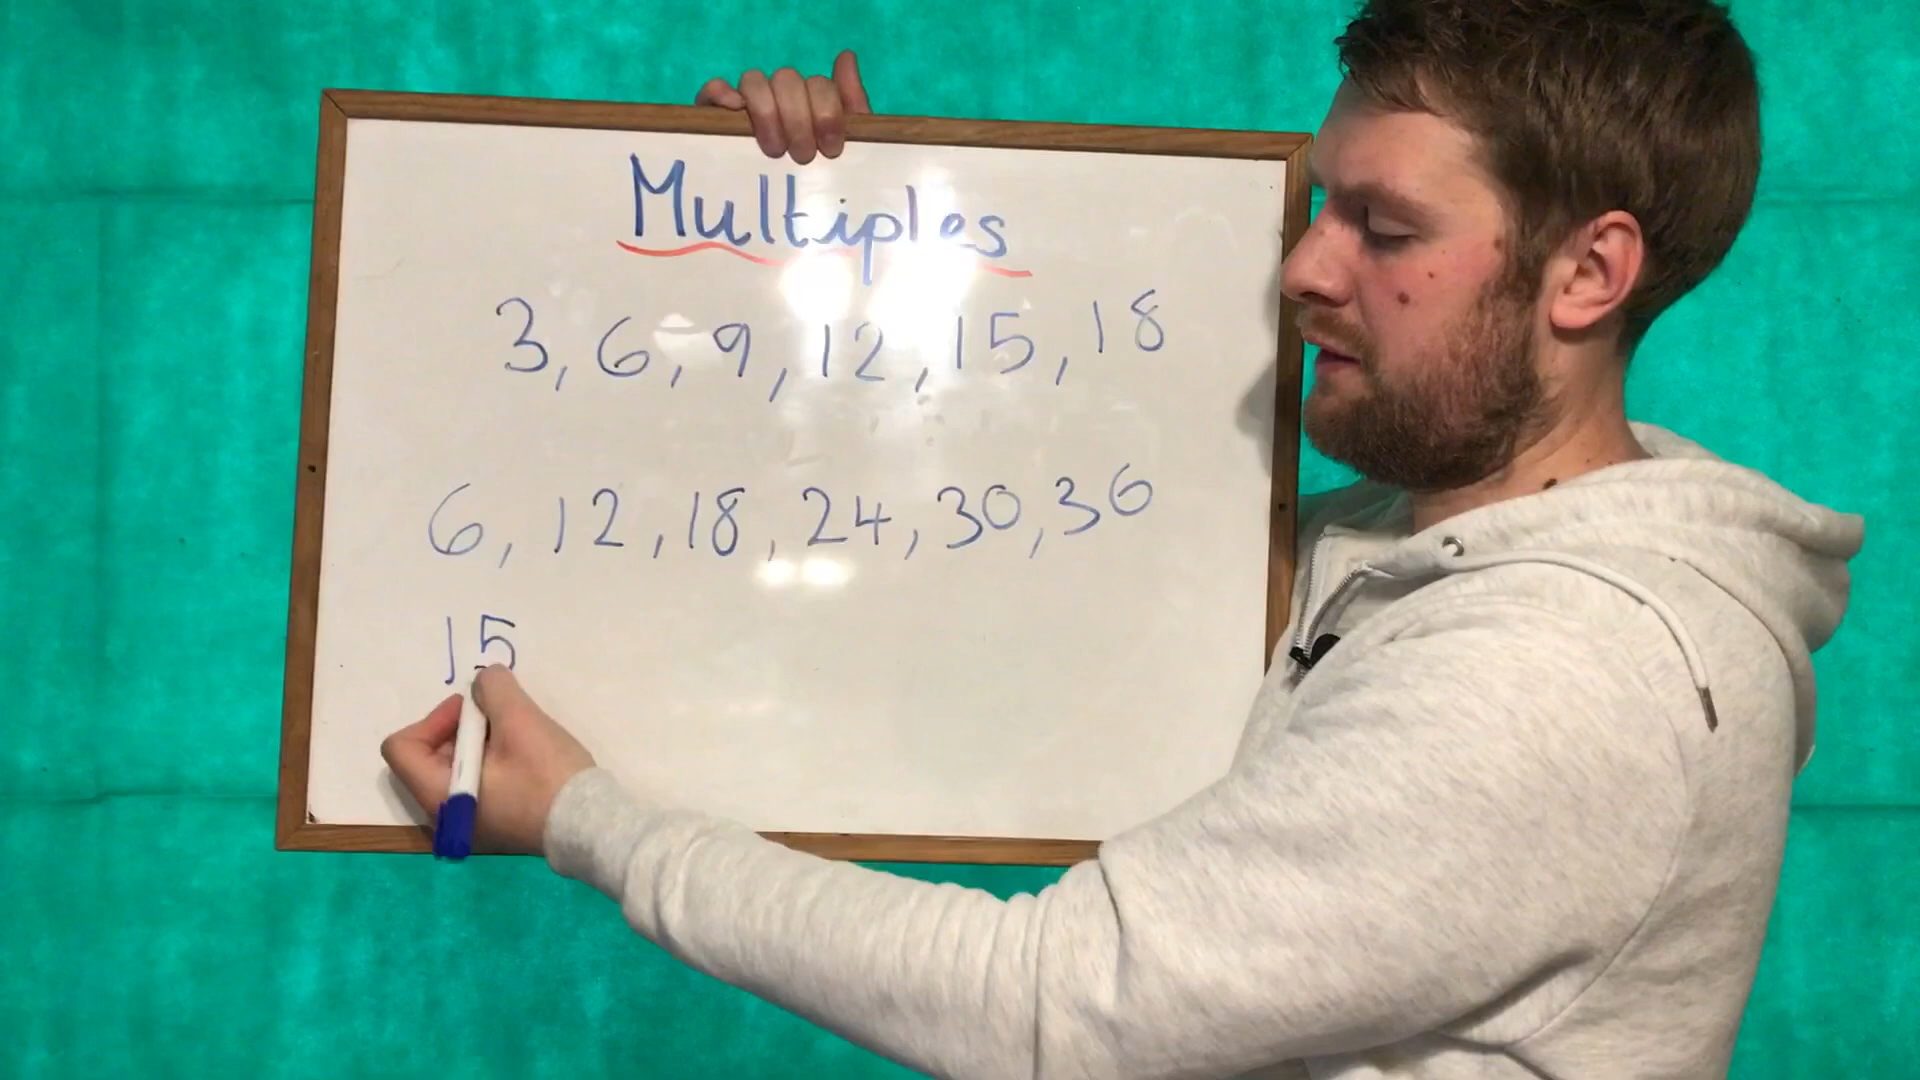 Multiples
3, 6, 9, 12, 15, 18
6, 12, 18, 24, 30, 36
15